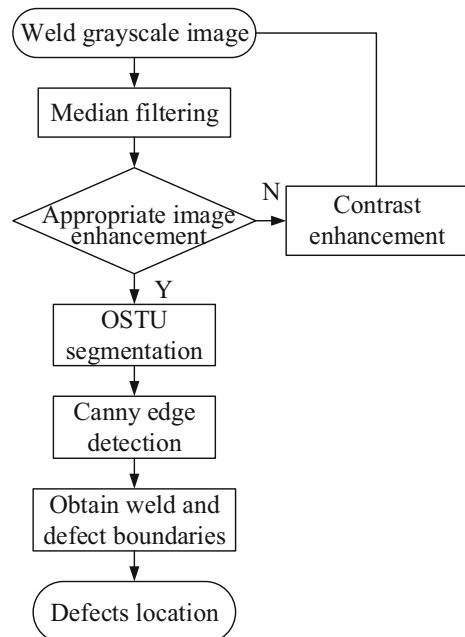 Weld grayscale image
Median filtering
Appropriate image
enhancement
N
Contrast
enhancement
Y
OSTU
segmentation
Canny edge
detection
Obtain weld and
defect boundaries
Defects location